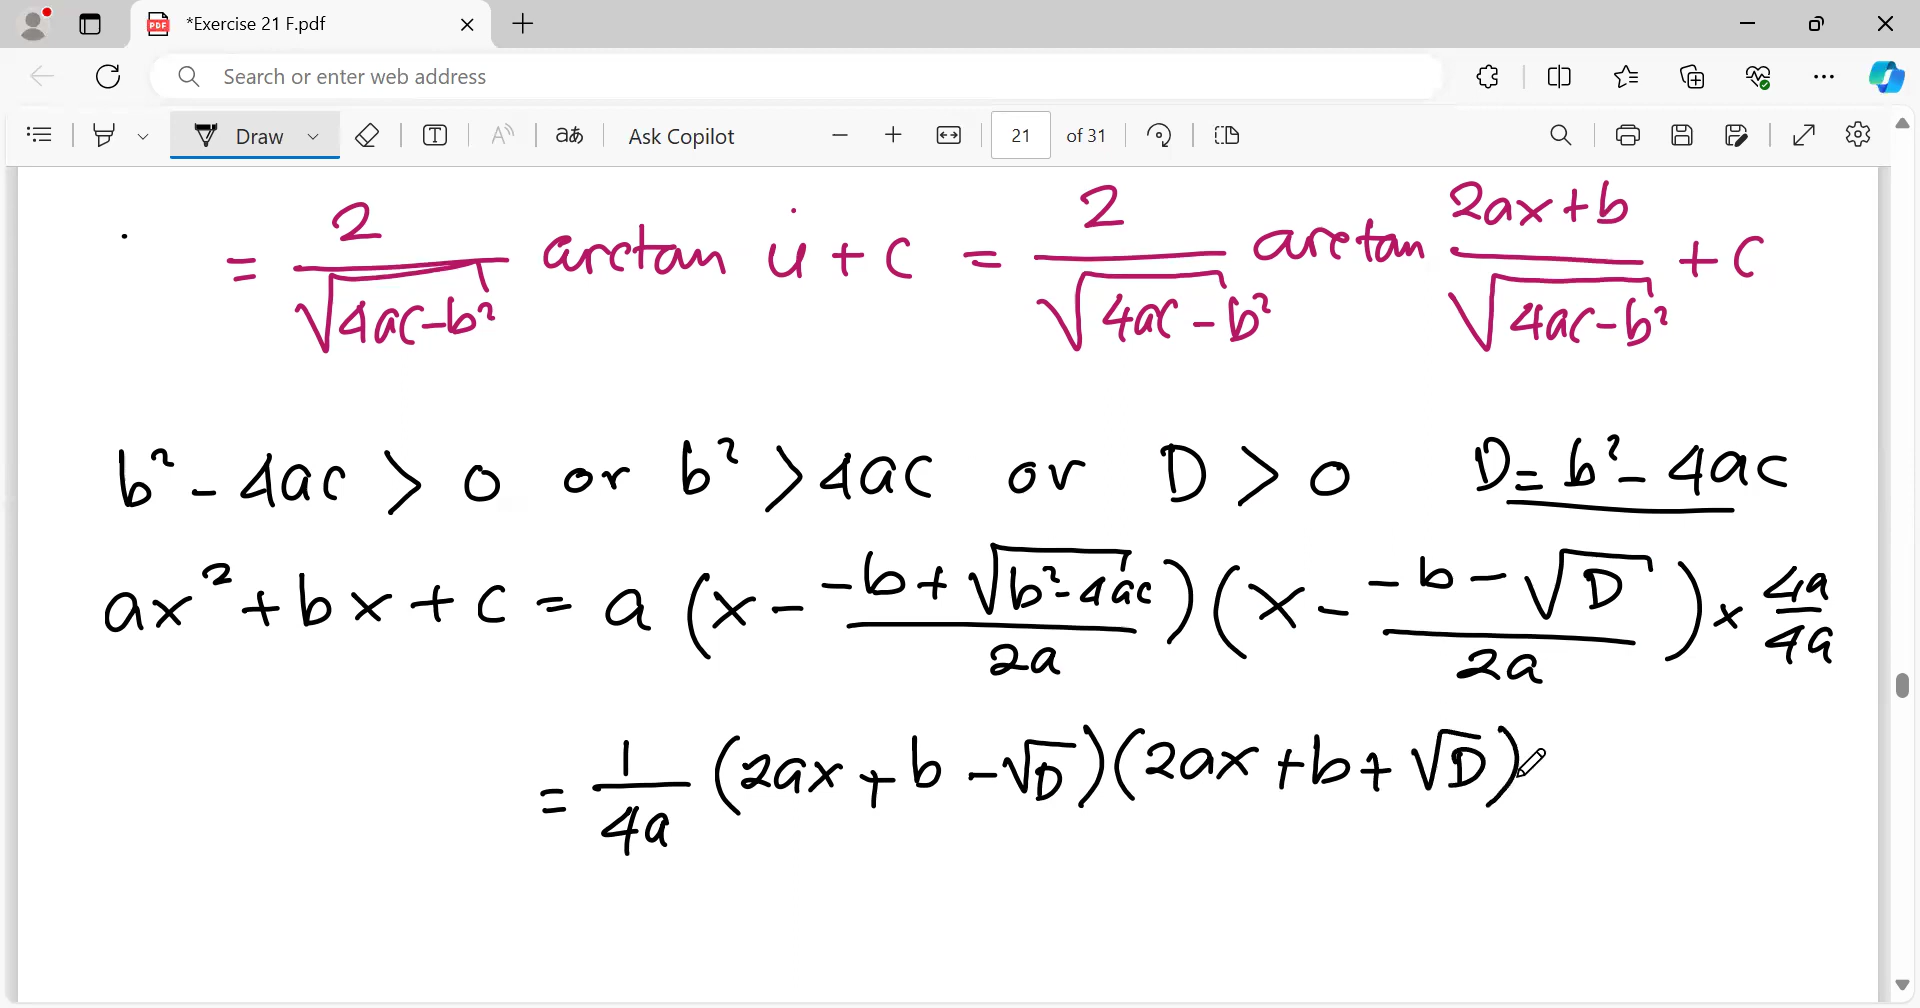 *Exercise 21 F.pdf
Search or enter web address
Draw
aあ
Ask Copilot
21 of 31
= 2/√(4ac-b²) arctan u + c = 2/√(4ac-b²) arctan (2ax+b)/√(4ac-b²) + c
b² - 4ac > 0 or b² > 4ac or D > 0 D = b² - 4ac
ax² + bx + c = a (x - (-b+√(b²-4ac))/2a) (x - (-b-√D)/2a) × 4a/4a
= 1/4a (2ax + b - √D)(2ax + b + √D)